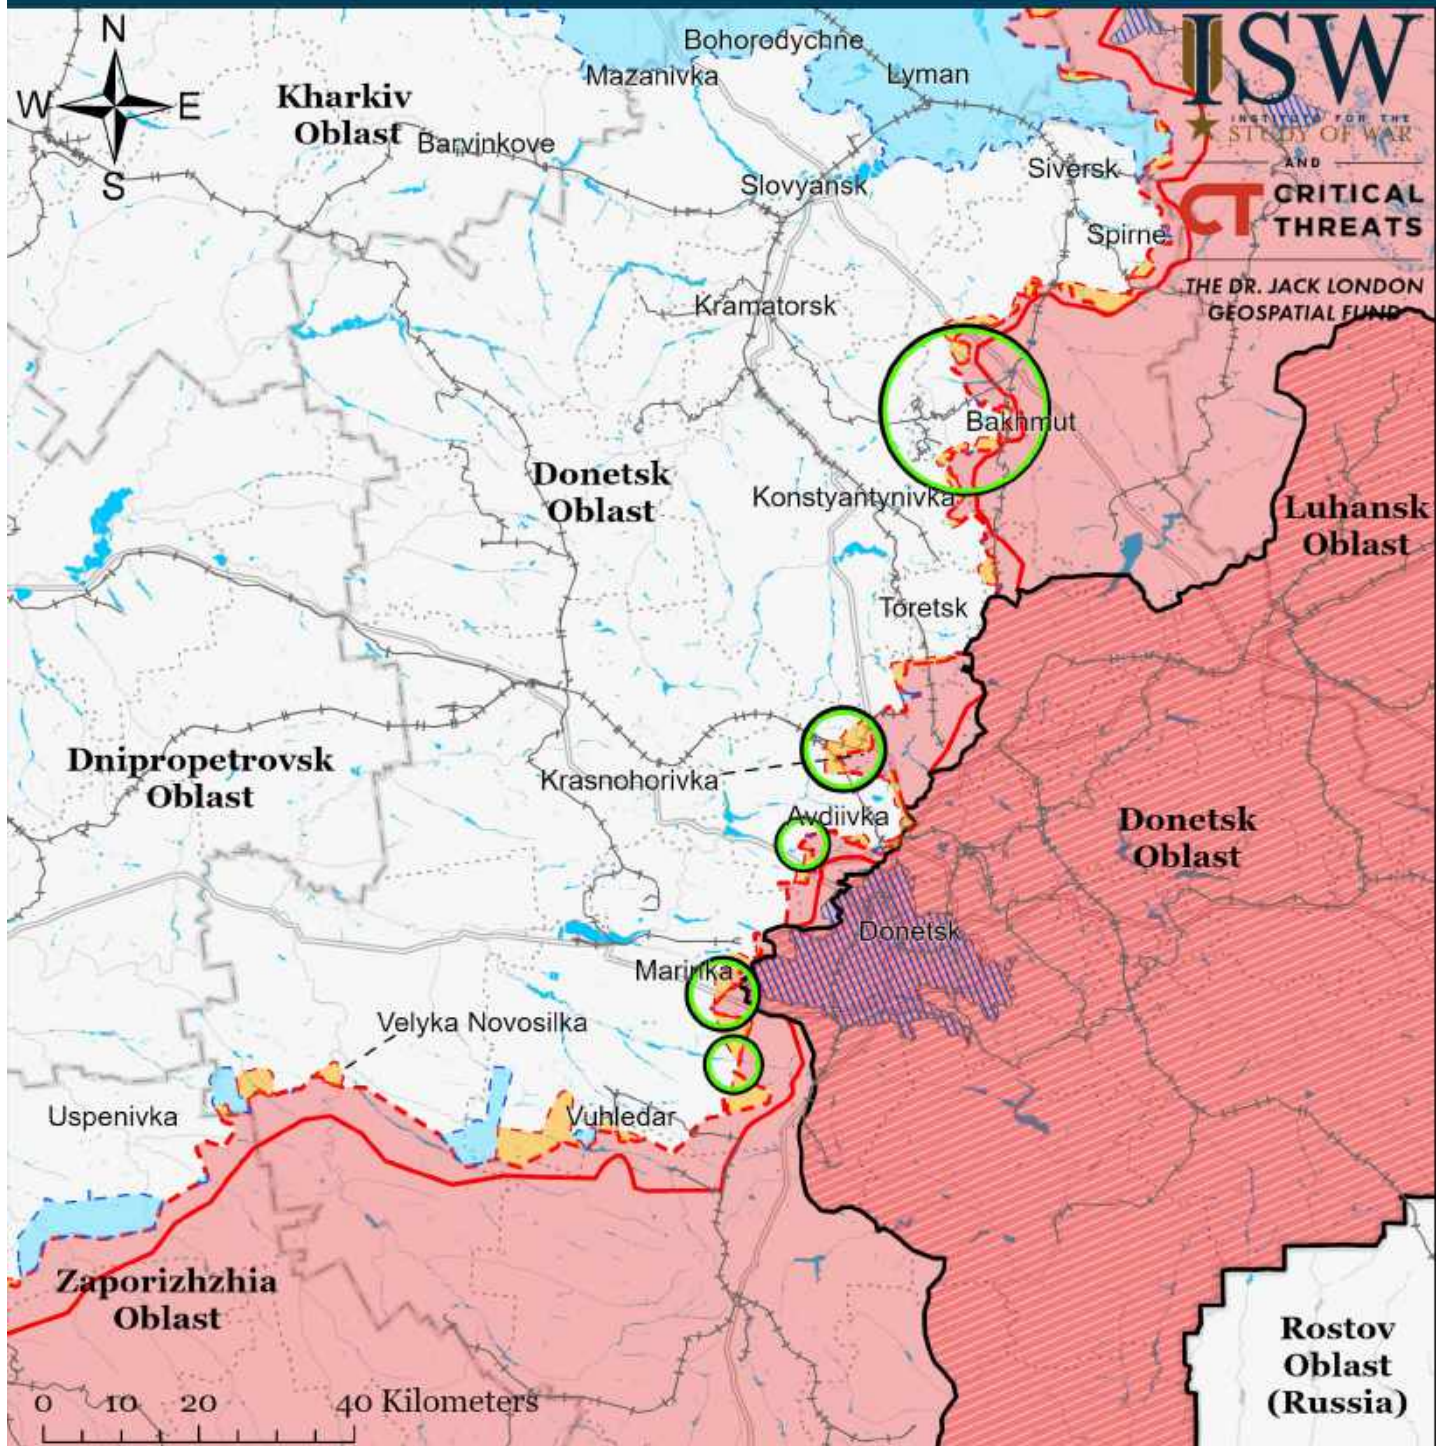 N
W
E
S
Kharkiv
Oblast
Barvinkove
Bohorodychne
Mazanivka
Lyman
ISW
INSTITUTE FOR THE
STUDY OF WAR
AND
CT CRITICAL
THREATS
THE DR. JACK LONDON
GEOSPATIAL FUND
Siversk
Slovyansk
Spirne
Kramatorsk
Bakhmut
Donetsk
Oblast
Konstyantynivka
Luhansk
Oblast
Toretsk
Dnipropetrovsk
Oblast
Krasnohorivka
Avdiivka
Donetsk
Oblast
Donetsk
Marinka
Velyka Novosilka
Uspenivka
Vuhledar
Zaporizhzhia
Oblast
Rostov
Oblast
(Russia)
0 10 20 40 Kilometers